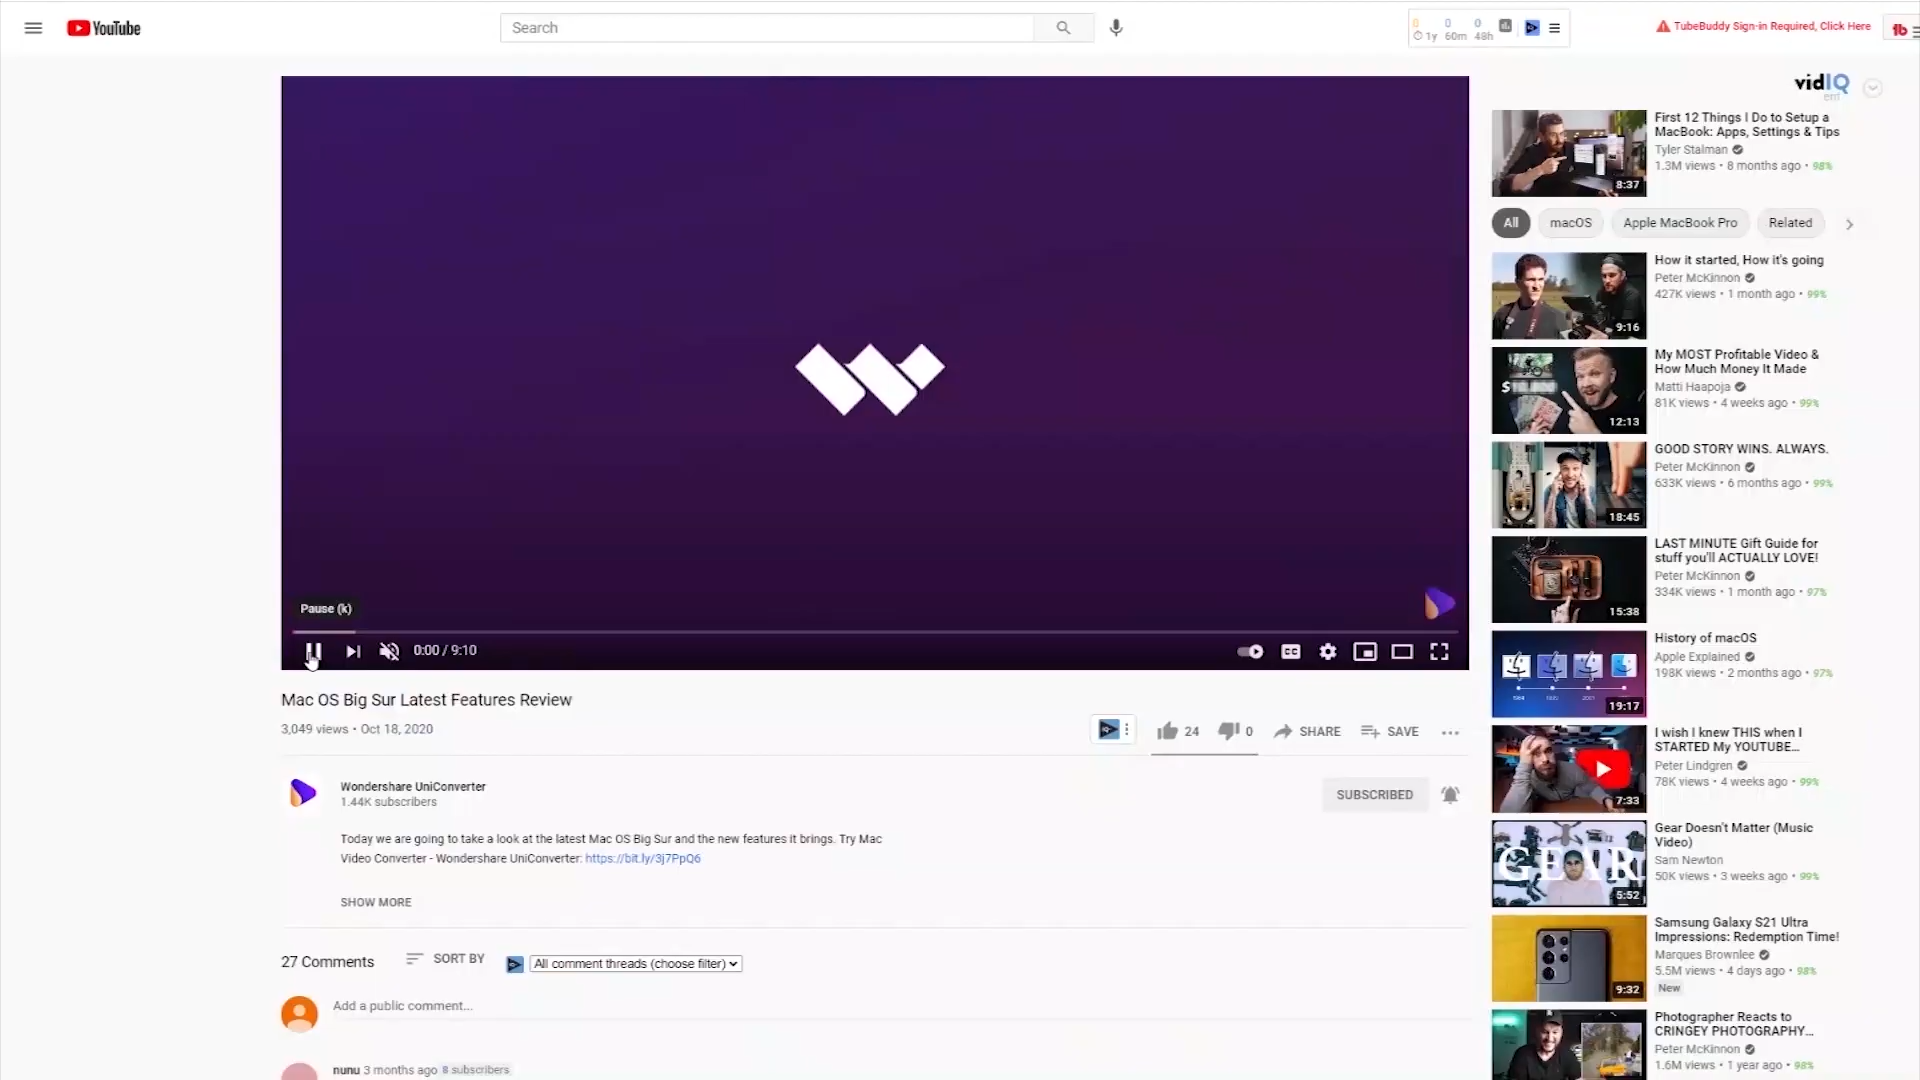 YouTube
Search
0 0 0
1y 60m 48h
TubeBuddy Sign-in Required, Click Here
tb
Pause (k)
0:00 / 9:10
CC
Mac OS Big Sur Latest Features Review
3,049 views • Oct 18, 2020
24
0
SHARE
SAVE
Wondershare UniConverter
1.44K subscribers
SUBSCRIBED
Today we are going to take a look at the latest Mac OS Big Sur and the new features it brings. Try Mac
Video Converter - Wondershare UniConverter: https://bit.ly/3j7PpQ6
SHOW MORE
27 Comments
SORT BY
All comment threads (choose filter)
Add a public comment...
nunu 3 months ago 8 subscribers
vidIQ
8:37
First 12 Things I Do to Setup a
MacBook: Apps, Settings & Tips
Tyler Stalman
1.3M views • 8 months ago • 98%
All
macOS
Apple MacBook Pro
Related
9:16
How it started, How it's going
Peter McKinnon
427K views • 1 month ago • 99%
$
12:13
My MOST Profitable Video &
How Much Money It Made
Matti Haapoja
81K views • 4 weeks ago • 99%
18:45
GOOD STORY WINS. ALWAYS.
Peter McKinnon
633K views • 6 months ago • 99%
15:38
LAST MINUTE Gift Guide for
stuff you'll ACTUALLY LOVE!
Peter McKinnon
334K views • 1 month ago • 97%
19:17
History of macOS
Apple Explained
198K views • 2 months ago • 97%
7:33
I wish I knew THIS when I
STARTED My YOUTUBE...
Peter Lindgren
78K views • 4 weeks ago • 99%
GEAR
5:52
Gear Doesn't Matter (Music
Video)
Sam Newton
50K views • 3 weeks ago • 99%
9:32
Samsung Galaxy S21 Ultra
Impressions: Redemption Time!
Marques Brownlee
5.5M views • 4 days ago • 98%
New
Photographer Reacts to
CRINGEY PHOTOGRAPHY...
Peter McKinnon
1.6M views • 1 year ago • 98%